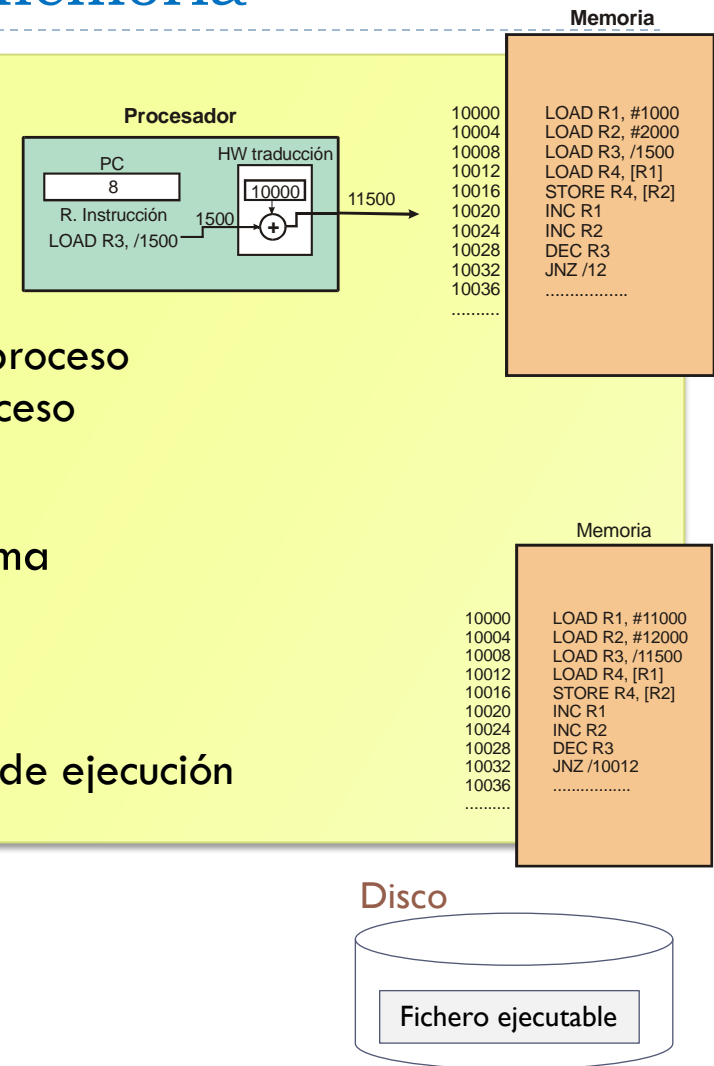 Memoria
Procesador
PC
8
R. Instrucción
LOAD R3, /1500
1500
HW traducción
10000
+
11500
10000 LOAD R1, #1000
10004 LOAD R2, #2000
10008 LOAD R3, /1500
10012 LOAD R4, [R1]
10016 STORE R4, [R2]
10020 INC R1
10024 INC R2
10028 DEC R3
10032 JNZ /12
10036 .................
..........
proceso
ceso
ma
de ejecución
Memoria
10000 LOAD R1, #11000
10004 LOAD R2, #12000
10008 LOAD R3, /11500
10012 LOAD R4, [R1]
10016 STORE R4, [R2]
10020 INC R1
10024 INC R2
10028 DEC R3
10032 JNZ /10012
10036 .................
..........
Disco
Fichero ejecutable